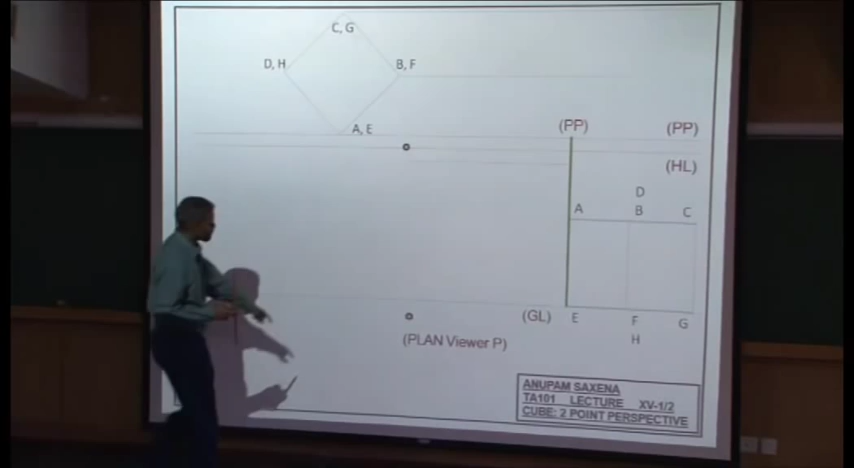 C, G
D, H
B, F
A, E
(PP)
(PP)
(HL)
D
A
B
C
(GL)
E
F
G
H
(PLAN Viewer P)
ANUPAM SAXENA
TA101 LECTURE XV-1/2
CUBE: 2 POINT PERSPECTIVE